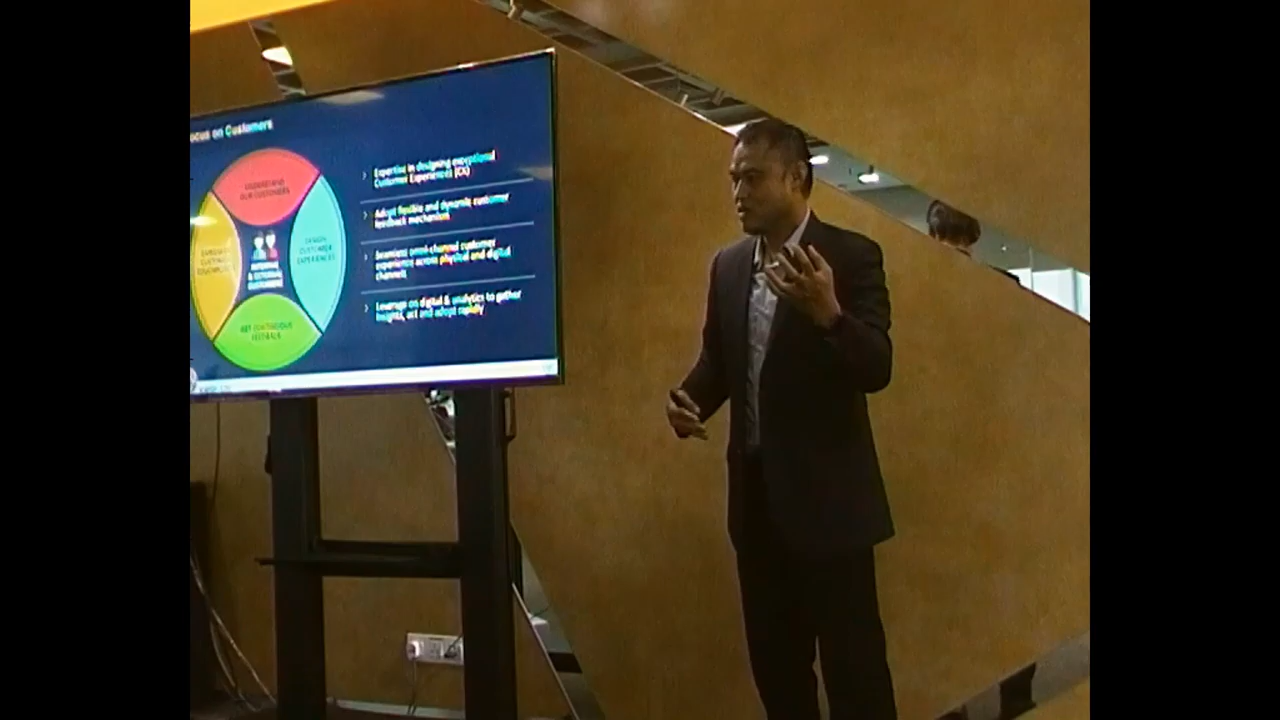 ocus on Customers
UNDERSTAND
OUR CUSTOMERS
Expertise in designing exceptional
Customer Experiences (CX)
DESIGN
CUSTOMER
EXPERIENCES
Adopt flexible and dynamic customer
feedback mechanism
INTERNAL
& EXTERNAL
CUSTOMERS
Seamless omni-channel customer
experience across physical and digital
channels
GET CONTINUOUS
FEEDBACK
Leverage on digital & analytics to gather
insights, act and adopt rapidly